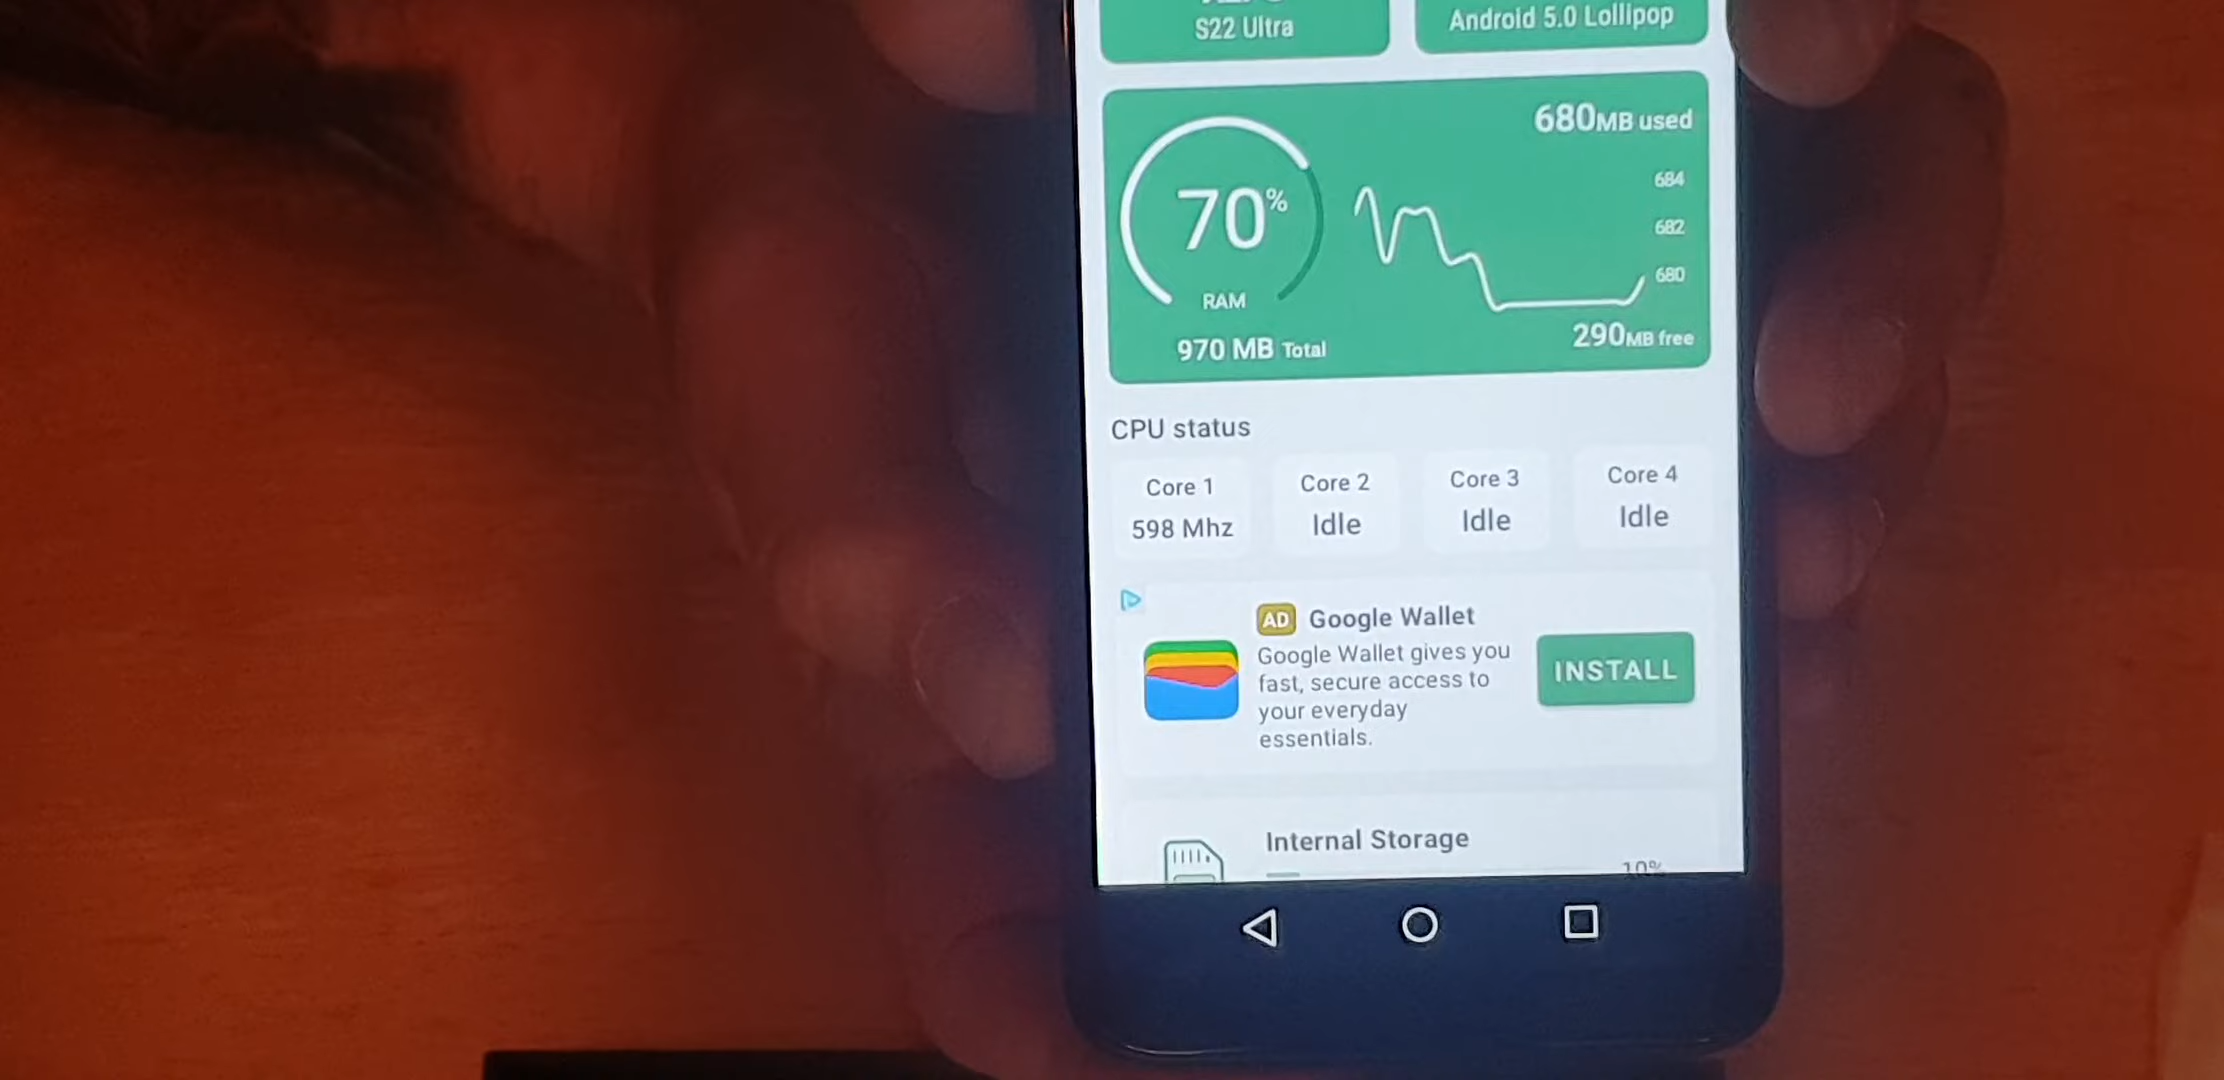 S22 Ultra
Android 5.0 Lollipop
680MB used
70%
684
682
680
RAM
970 MB Total
290MB free
CPU status
Core 1
598 Mhz
Core 2
Idle
Core 3
Idle
Core 4
Idle
AD Google Wallet
Google Wallet gives you
fast, secure access to
your everyday
essentials.
INSTALL
Internal Storage
10%